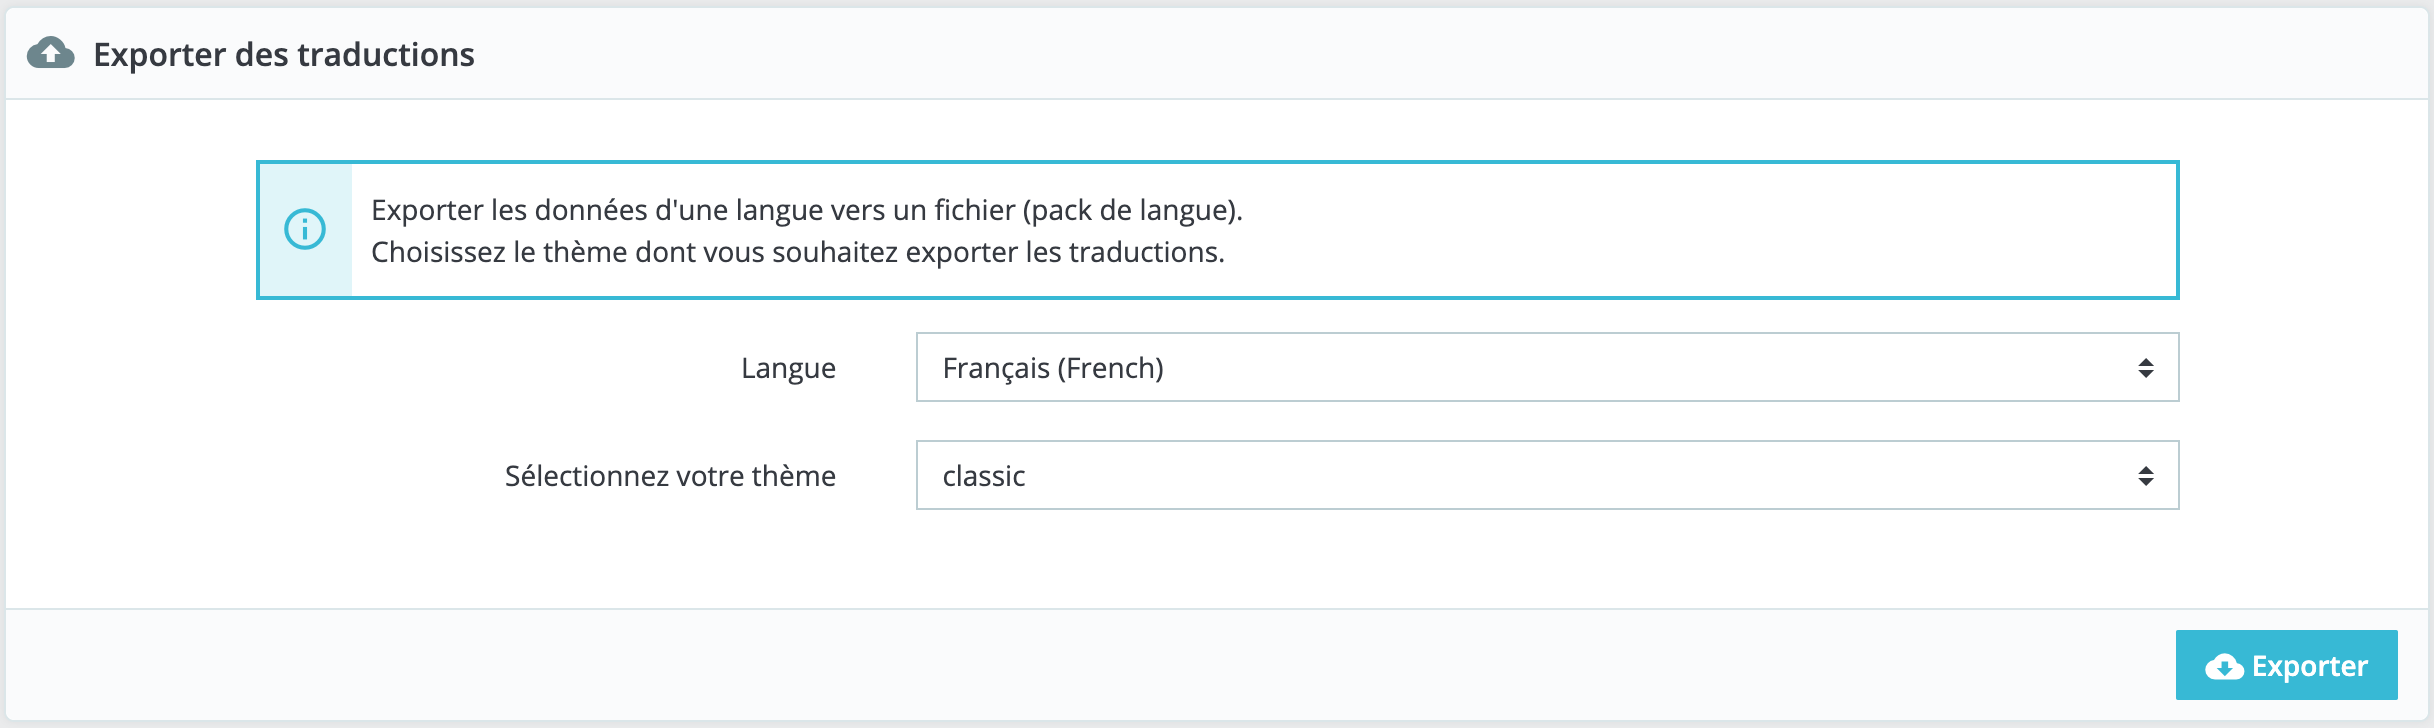 Exporter des traductions
Exporter les données d'une langue vers un fichier (pack de langue).
Choisissez le thème dont vous souhaitez exporter les traductions.
Langue
Français (French)
Sélectionnez votre thème
classic
Exporter